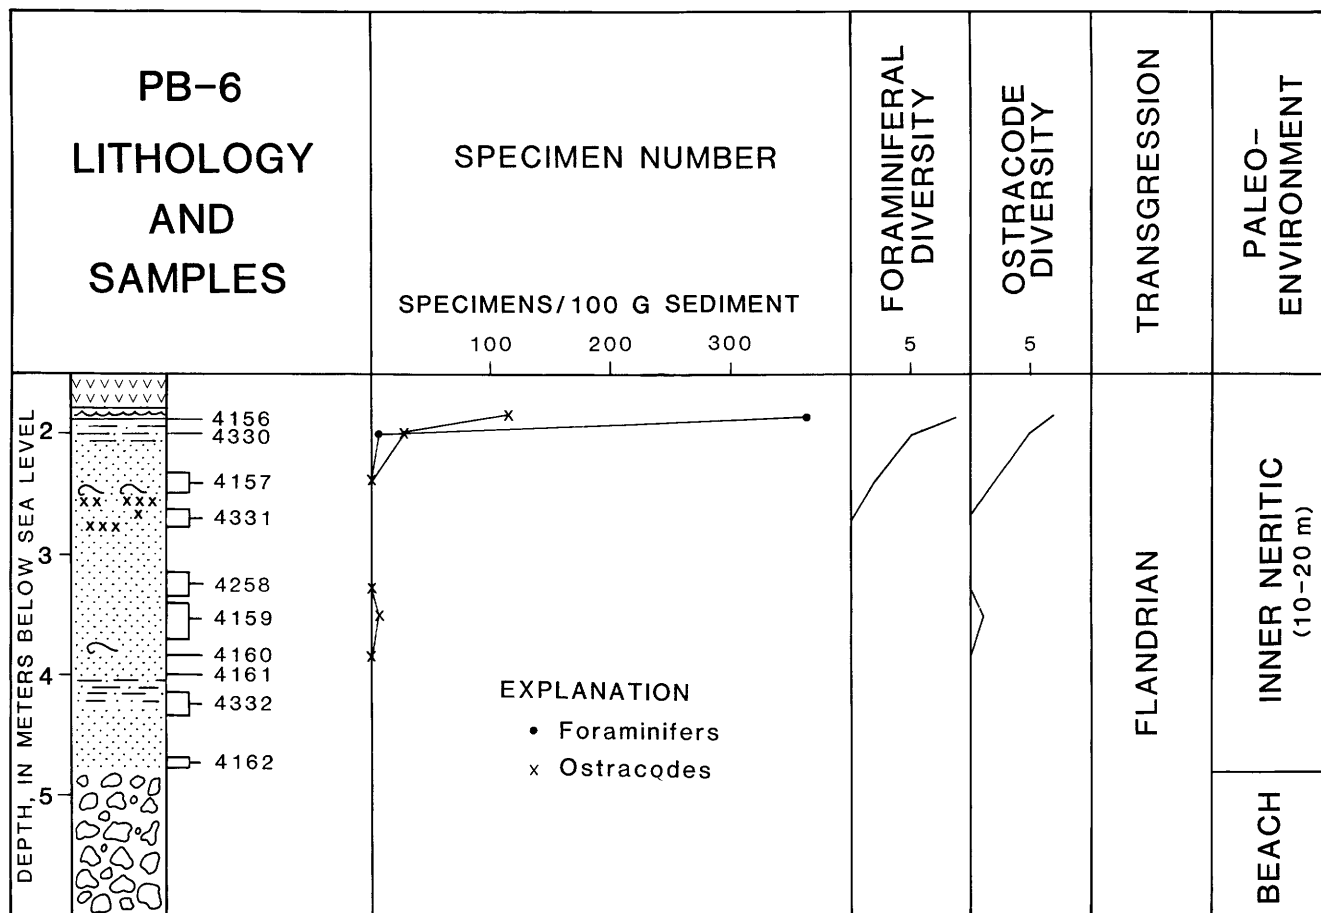 PB-6
LITHOLOGY
AND
SAMPLES
SPECIMEN NUMBER
SPECIMENS/100 G SEDIMENT
100 200 300
FORAMINIFERAL
DIVERSITY
5
OSTRACODE
DIVERSITY
5
TRANSGRESSION
PALEO-
ENVIRONMENT
DEPTH, IN METERS BELOW SEA LEVEL
2
3
4
5
4156
4330
4157
4331
4258
4159
4160
4161
4332
4162
EXPLANATION
• Foraminifers
x Ostracodes
FLANDRIAN
INNER NERITIC
(10-20 m)
BEACH